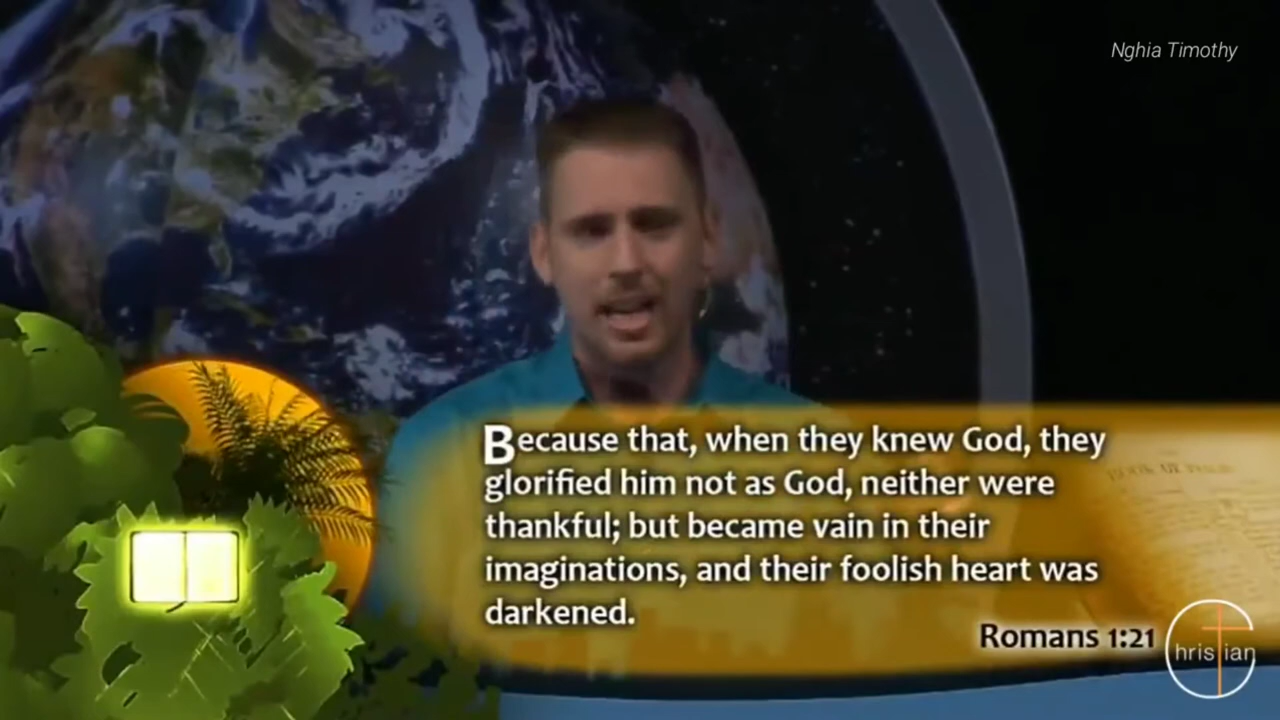 Nghia Timothy
Because that, when they knew God, they
glorified him not as God, neither were
thankful; but became vain in their
imaginations, and their foolish heart was
darkened.
Romans 1:21
Christian